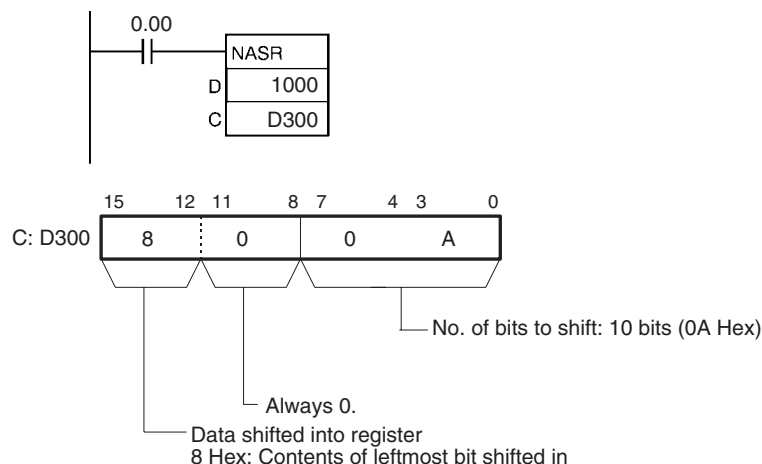 0.00
NASR
D 1000
C D300
15 12 11 8 7 4 3 0
C: D300 8 0 0 A
No. of bits to shift: 10 bits (0A Hex)
Always 0.
Data shifted into register
8 Hex: Contents of leftmost bit shifted in